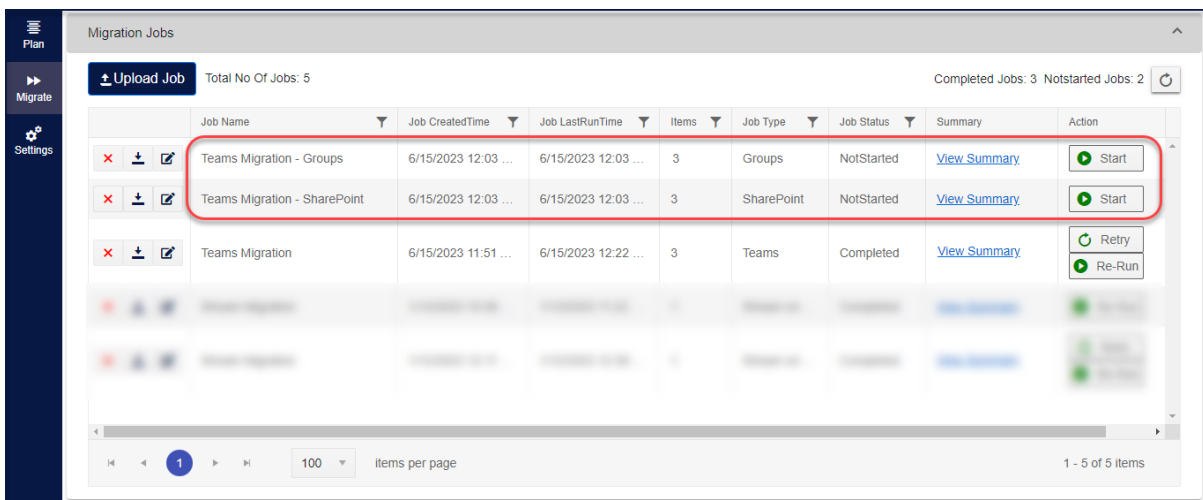 Plan
Migrate
Settings
Migration Jobs
Upload Job
Total No Of Jobs: 5
Completed Jobs: 3 Notstarted Jobs: 2
Job Name Job CreatedTime Job LastRunTime Items Job Type Job Status Summary Action
Teams Migration - Groups 6/15/2023 12:03 ... 6/15/2023 12:03 ... 3 Groups NotStarted View Summary Start
Teams Migration - SharePoint 6/15/2023 12:03 ... 6/15/2023 12:03 ... 3 SharePoint NotStarted View Summary Start
Teams Migration 6/15/2023 11:51 ... 6/15/2023 12:22 ... 3 Teams Completed View Summary Retry
Re-Run
1 100 items per page 1 - 5 of 5 items